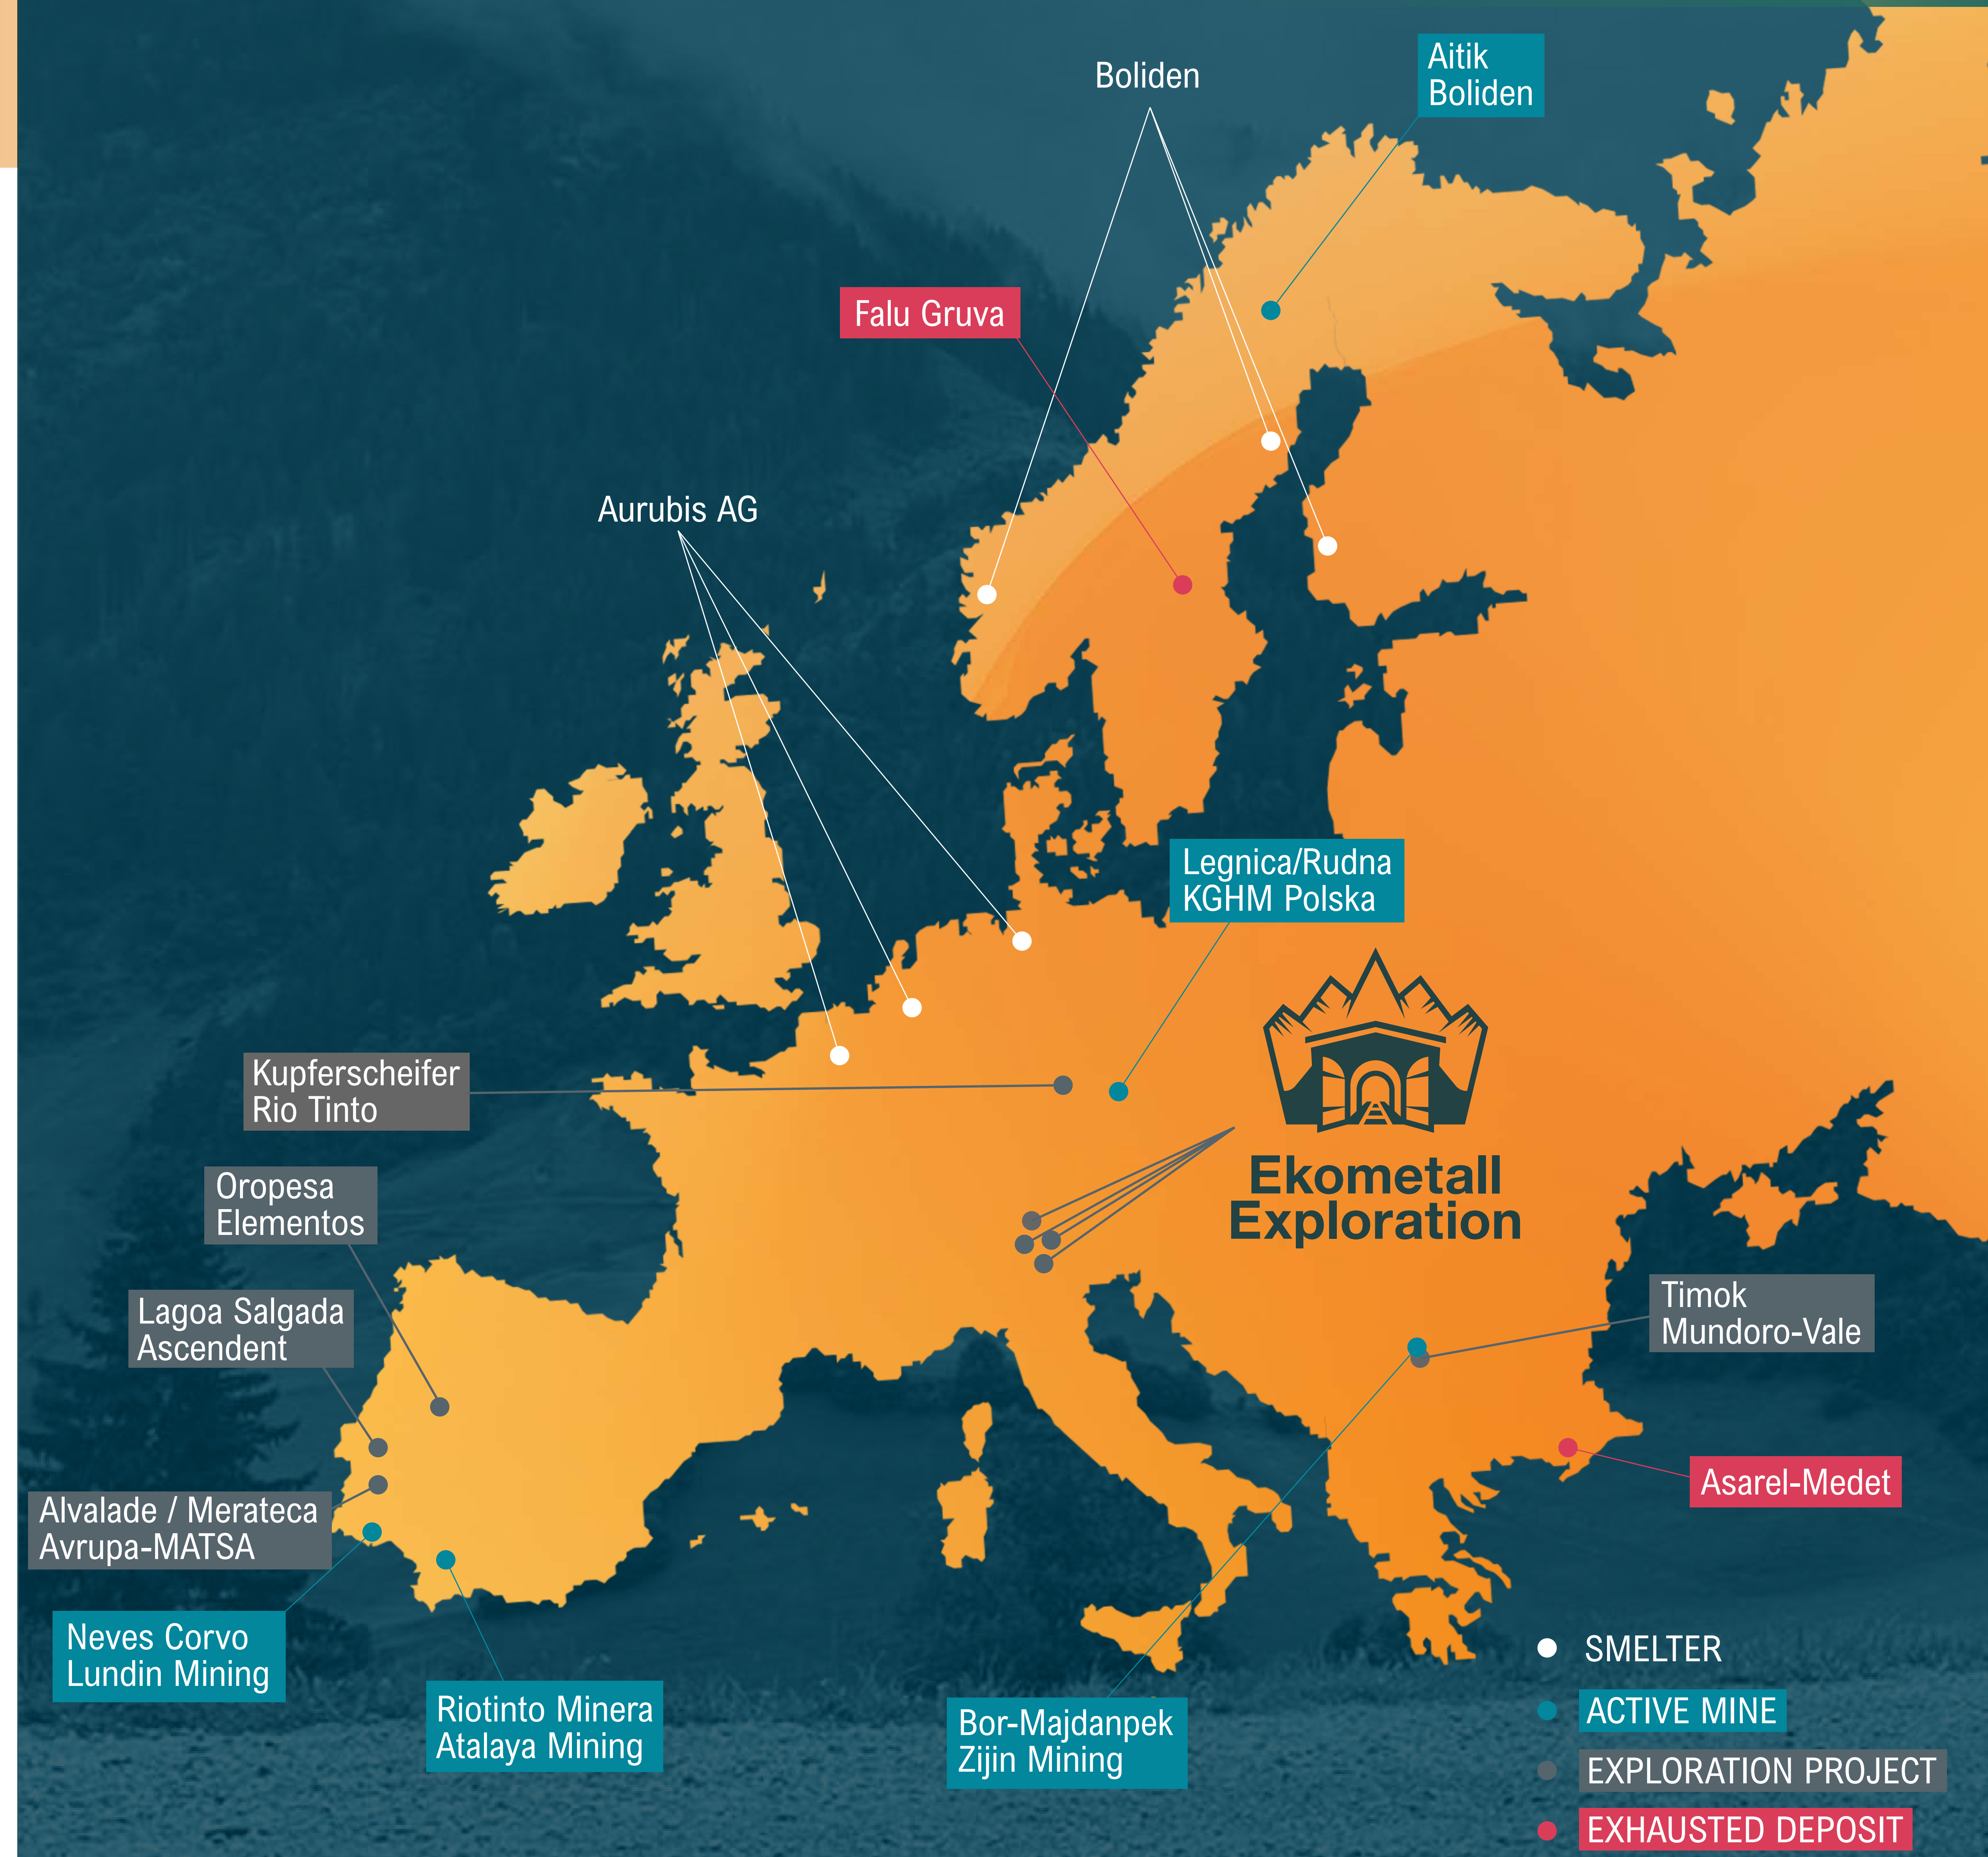 Boliden
Aitik
Boliden
Falu Gruva
Aurubis AG
Legnica/Rudna
KGHM Polska
Kupferscheifer
Rio Tinto
Ekometall
Exploration
Oropesa
Elementos
Lagoa Salgada
Ascendent
Timok
Mundoro-Vale
Asarel-Medet
Alvalade / Merateca
Avrupa-MATSA
Neves Corvo
Lundin Mining
Riotinto Minera
Atalaya Mining
Bor-Majdanpek
Zijin Mining
SMELTER
ACTIVE MINE
EXPLORATION PROJECT
EXHAUSTED DEPOSIT